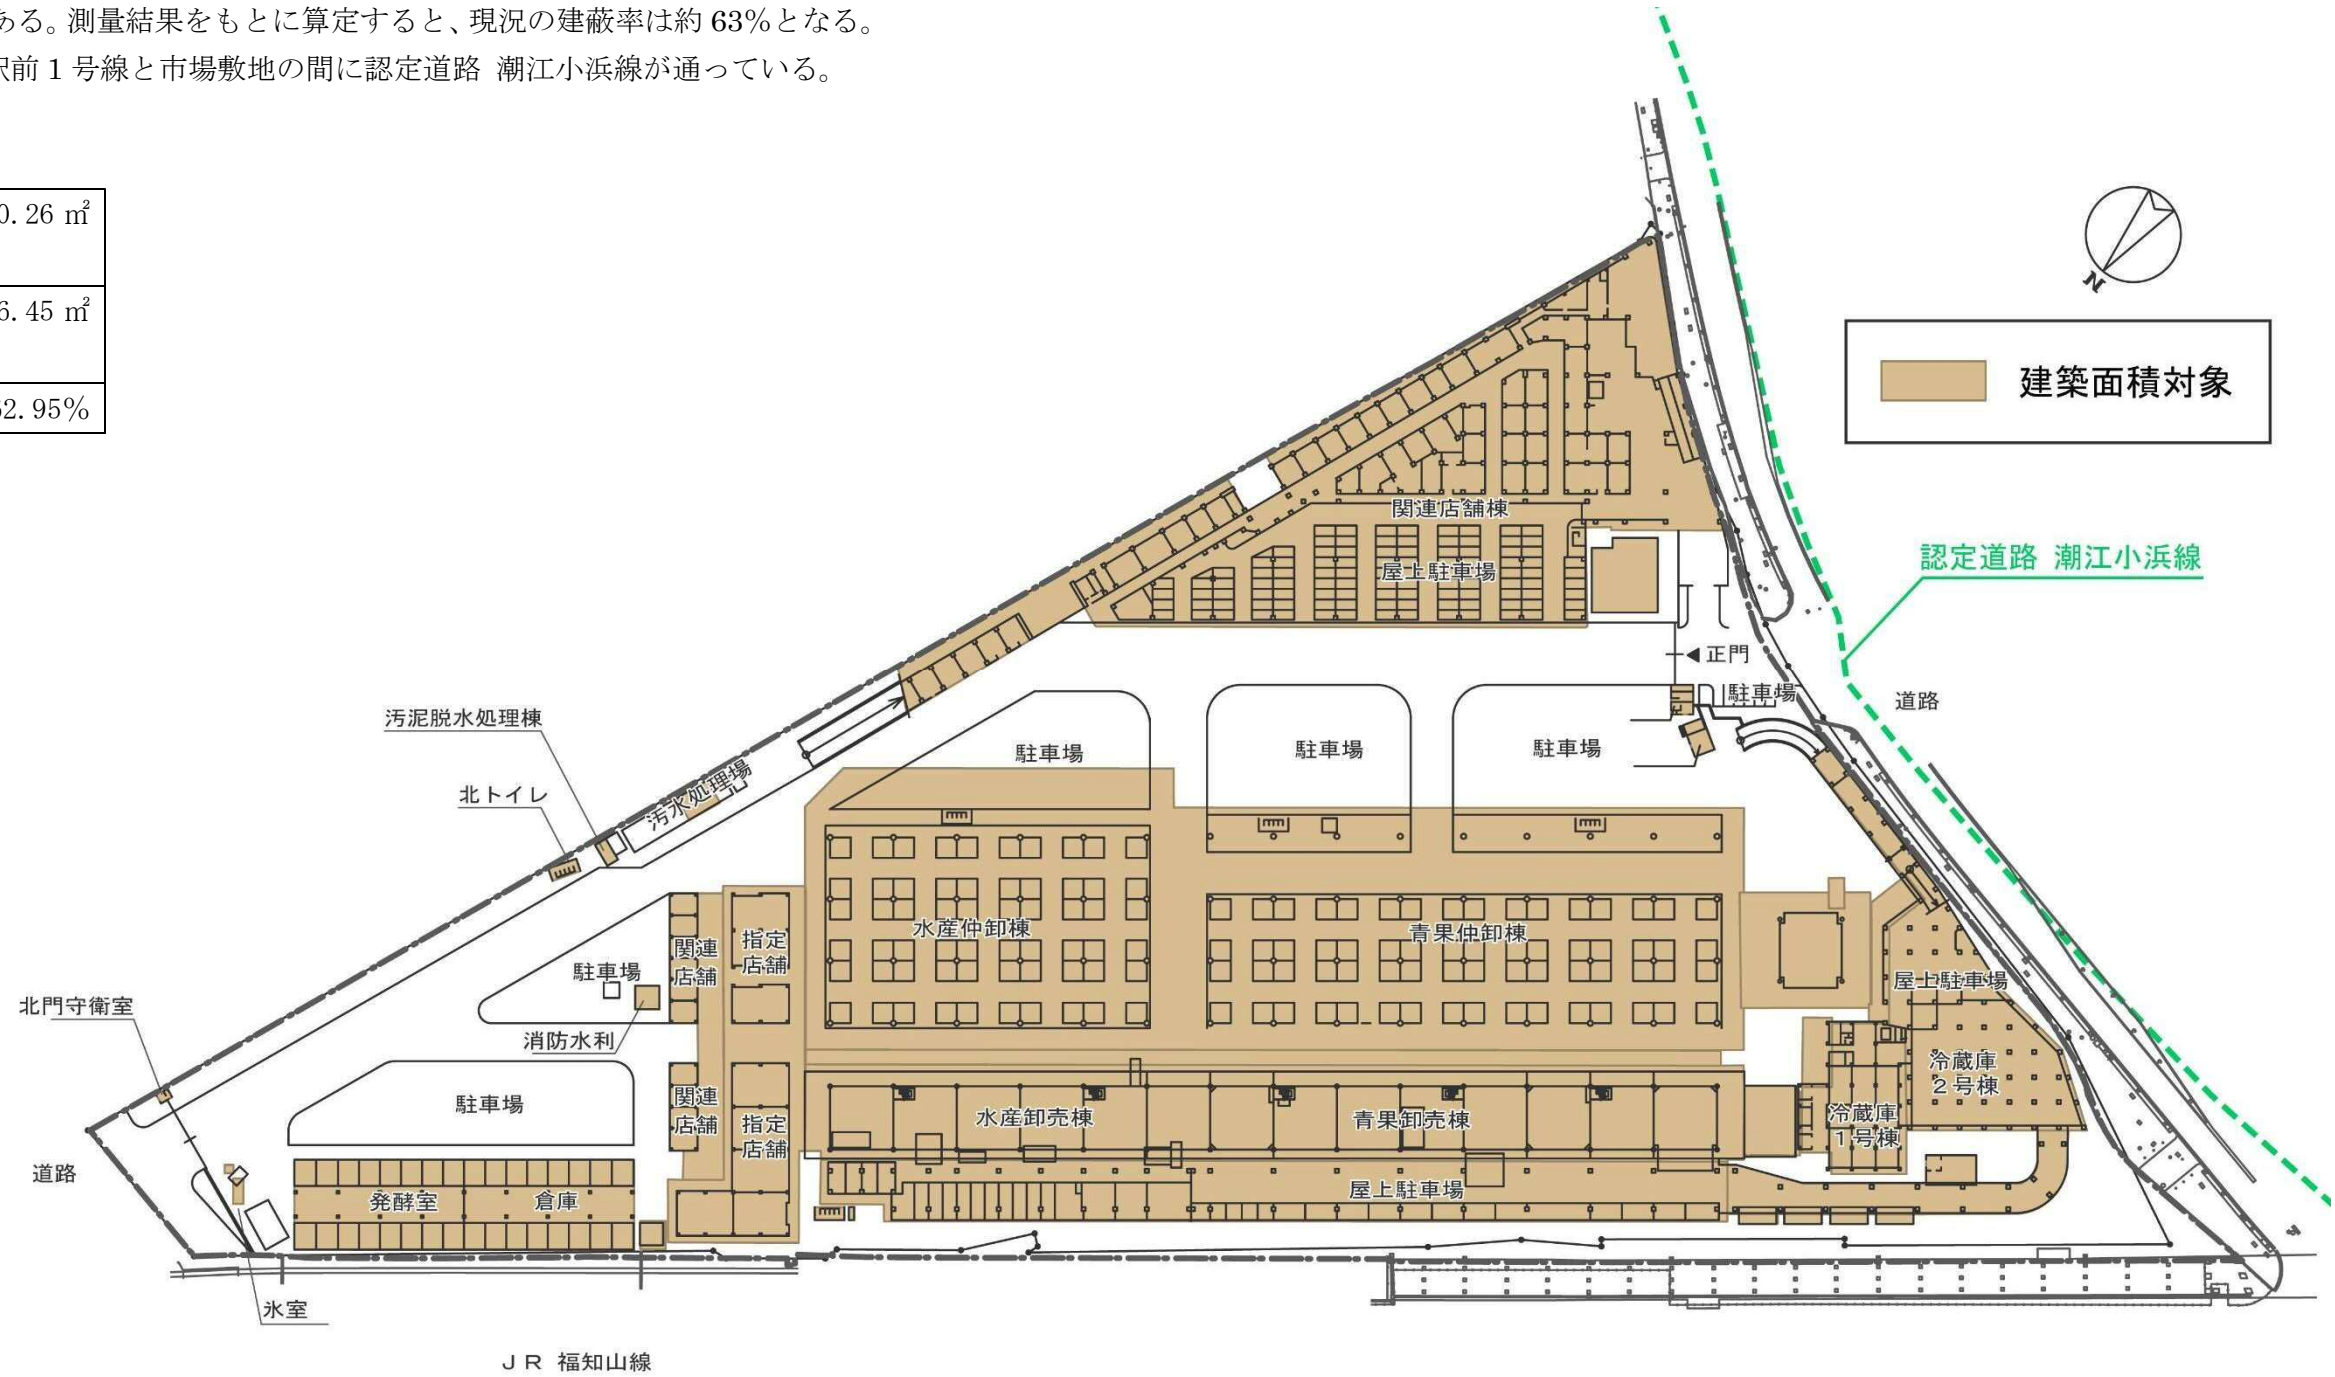 ある。測量結果をもとに算定すると、現況の建蔽率は約 63%となる。
駅前 1 号線と市場敷地の間に認定道路 潮江小浜線が通っている。
0.26 ㎡
6.45 ㎡
62.95%
N
建築面積対象
認定道路 潮江小浜線
関連店舗棟
屋上駐車場
正門
駐車場
道路
汚泥脱水処理棟
北トイレ
汚水処理場
駐車場
駐車場
駐車場
水産仲卸棟
青果仲卸棟
関連
店舗
指定
店舗
駐車場
消防水利
屋上駐車場
北門守衛室
冷蔵庫
2号棟
駐車場
関連
店舗
指定
店舗
水産卸売棟
青果卸売棟
冷蔵庫
1号棟
道路
発酵室
倉庫
屋上駐車場
氷室
JR 福知山線